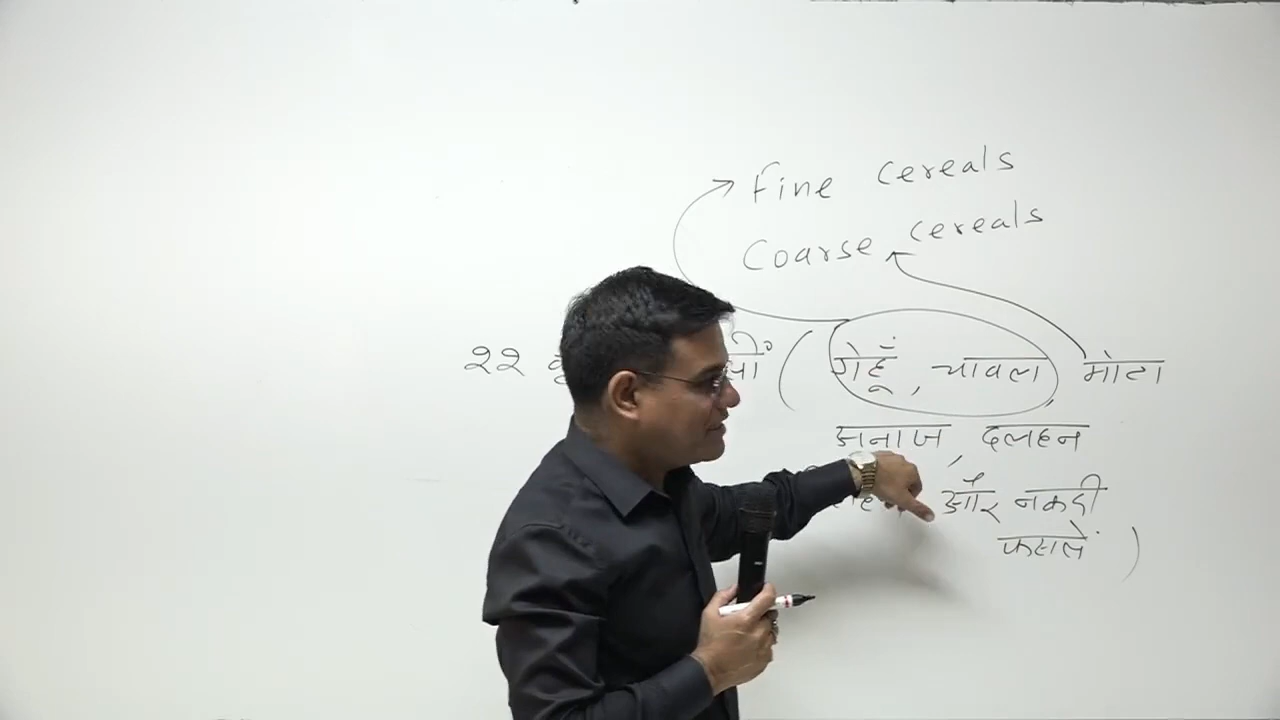 Fine cereals
Coarse cereals
२२ ( गेहूँ, चावल, मोटा
अनाज, दलहन
और नकदी
फसलें )